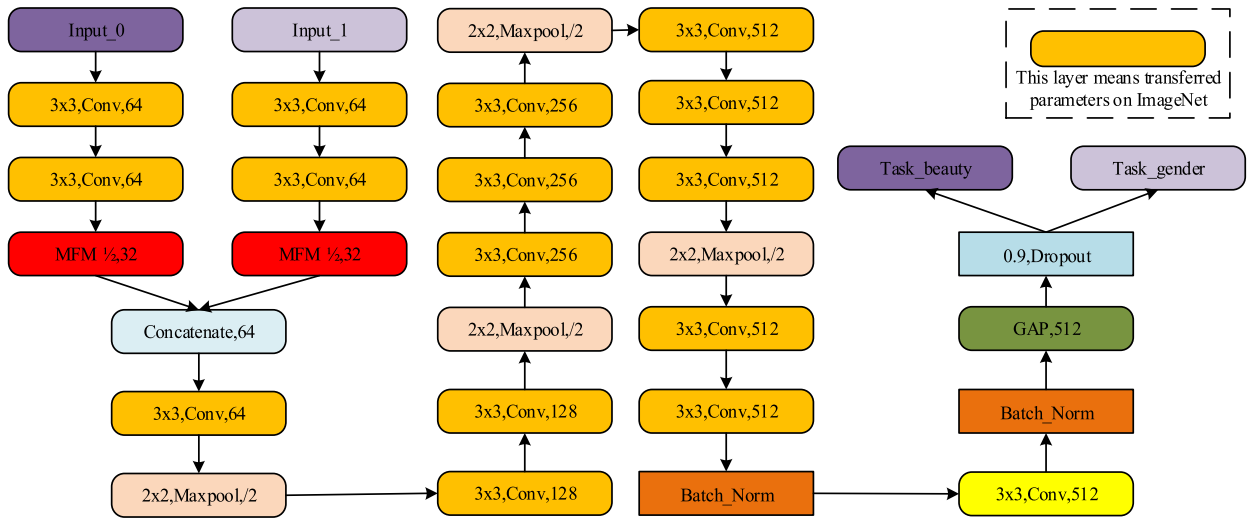 Input_0
3x3,Conv,64
3x3,Conv,64
MFM ½,32
Input_1
3x3,Conv,64
3x3,Conv,64
MFM ½,32
Concatenate,64
3x3,Conv,64
2x2,Maxpool,/2
3x3,Conv,128
3x3,Conv,128
2x2,Maxpool,/2
3x3,Conv,256
3x3,Conv,256
3x3,Conv,256
2x2,Maxpool,/2
3x3,Conv,512
3x3,Conv,512
3x3,Conv,512
2x2,Maxpool,/2
3x3,Conv,512
3x3,Conv,512
Batch_Norm
3x3,Conv,512
Batch_Norm
GAP,512
0.9,Dropout
Task_beauty
Task_gender
This layer means transferred
parameters on ImageNet